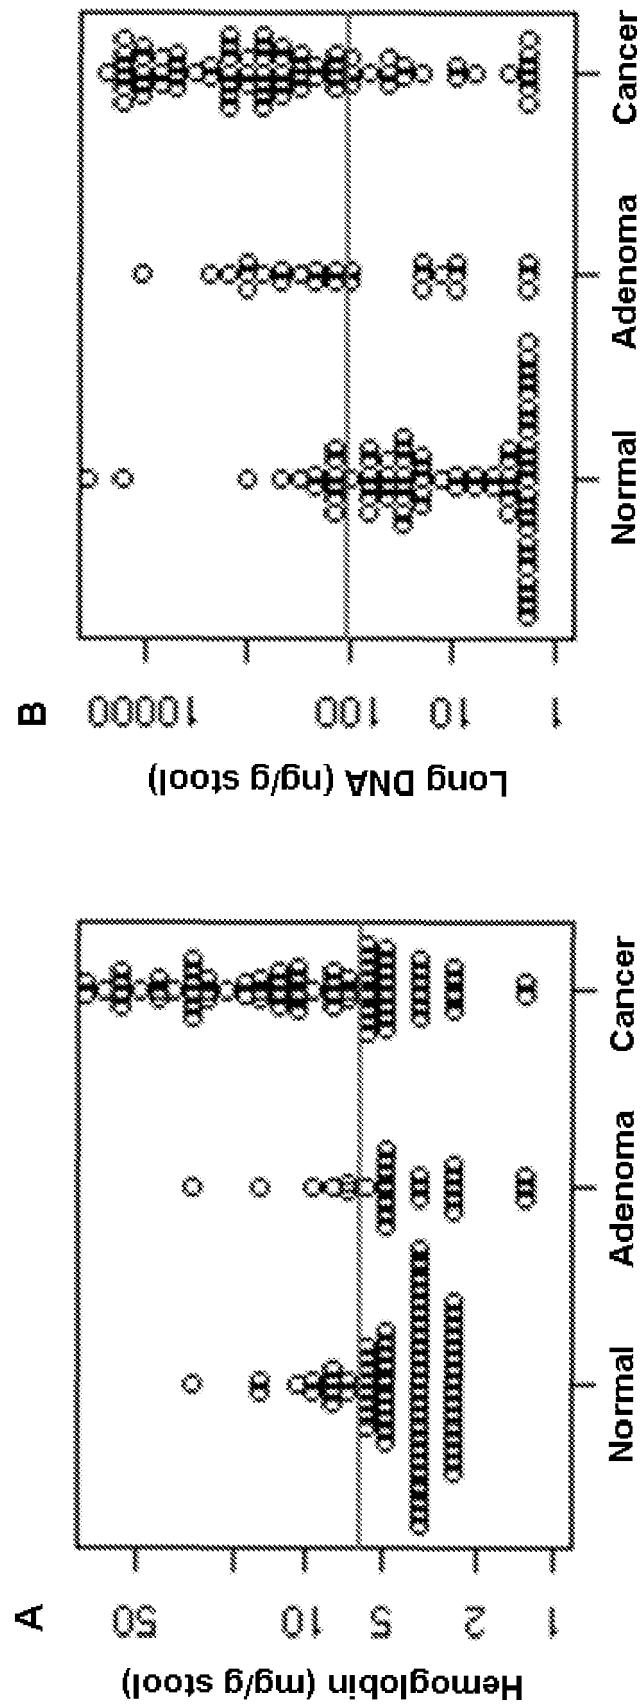 A
Hemoglobin (mg/g stool)
50
10
5
2
1
Normal Adenoma Cancer
B
Long DNA (ng/g stool)
10000
100
10
1
Normal Adenoma Cancer